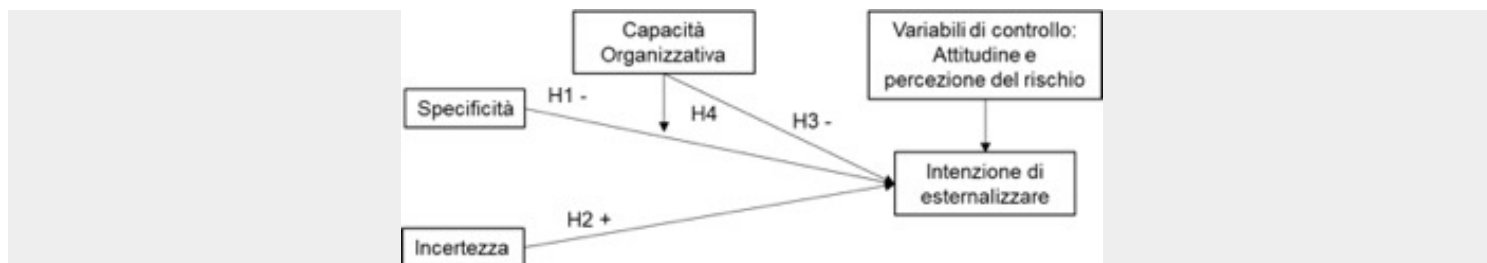 Capacità
Organizzativa
Variabili di controllo:
Attitudine e
percezione del rischio
Specificità
H1 -
H4
H3 -
Intenzione di
esternalizzare
H2 +
Incertezza